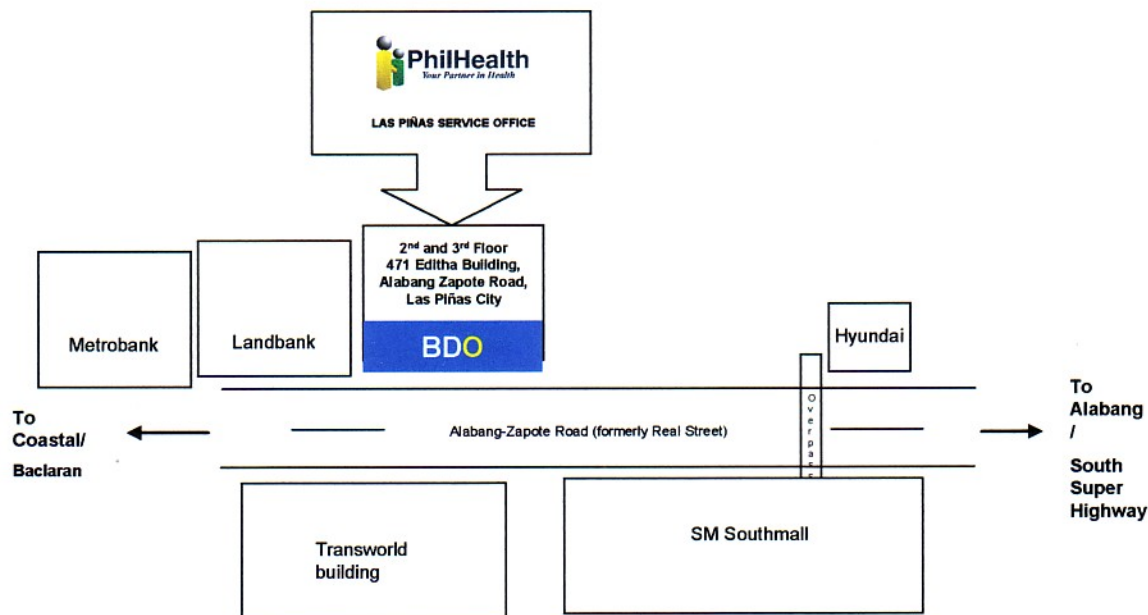 PhilHealth
Your Partner in Health
LAS PIÑAS SERVICE OFFICE
2nd and 3rd Floor
471 Editha Building,
Alabang Zapote Road,
Las Piñas City
BDO
Metrobank
Landbank
Hyundai
Overpass
To
Coastal/
Baclaran
Alabang-Zapote Road (formerly Real Street)
To
Alabang
/
South
Super
Highway
Transworld
building
SM Southmall